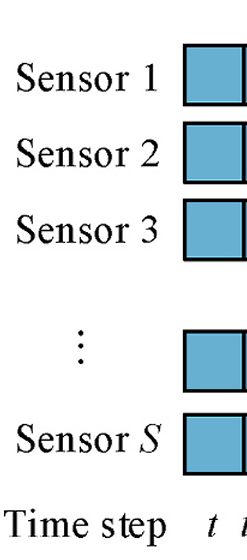 Sensor 1
Sensor 2
Sensor 3
⋮
Sensor S
Time step t